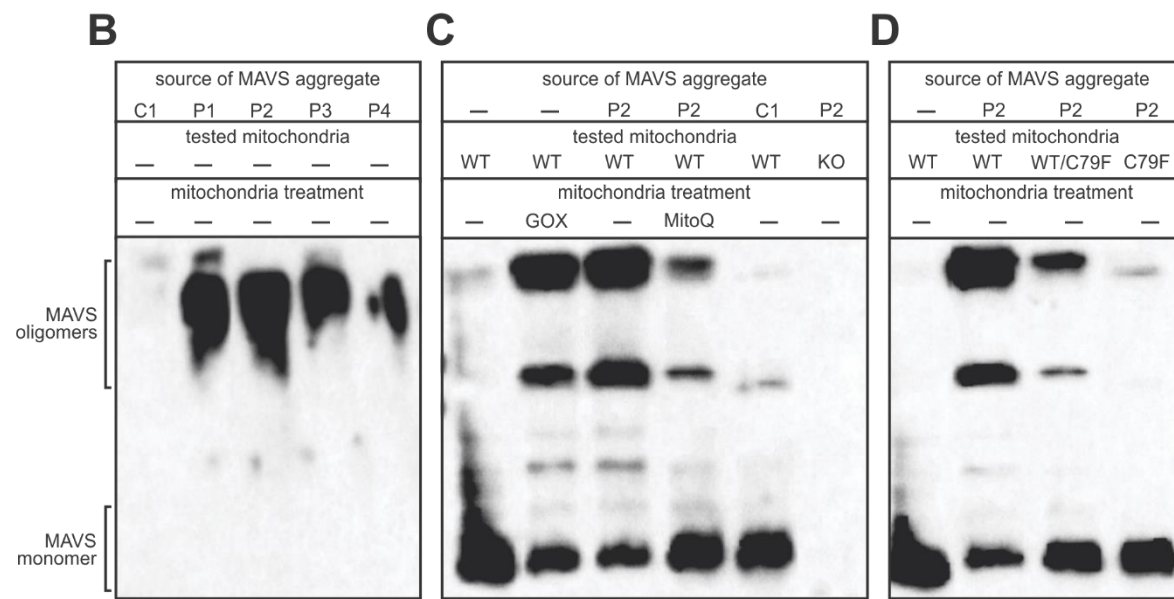 B
source of MAVS aggregate
C1 P1 P2 P3 P4
tested mitochondria
— — — — —
mitochondria treatment
— — — — —
MAVS
oligomers
MAVS
monomer
C
source of MAVS aggregate
— — P2 P2 C1 P2
tested mitochondria
WT WT WT WT WT KO
mitochondria treatment
— GOX — MitoQ — —
D
source of MAVS aggregate
— P2 P2 P2
tested mitochondria
WT WT WT/C79F C79F
mitochondria treatment
— — — —